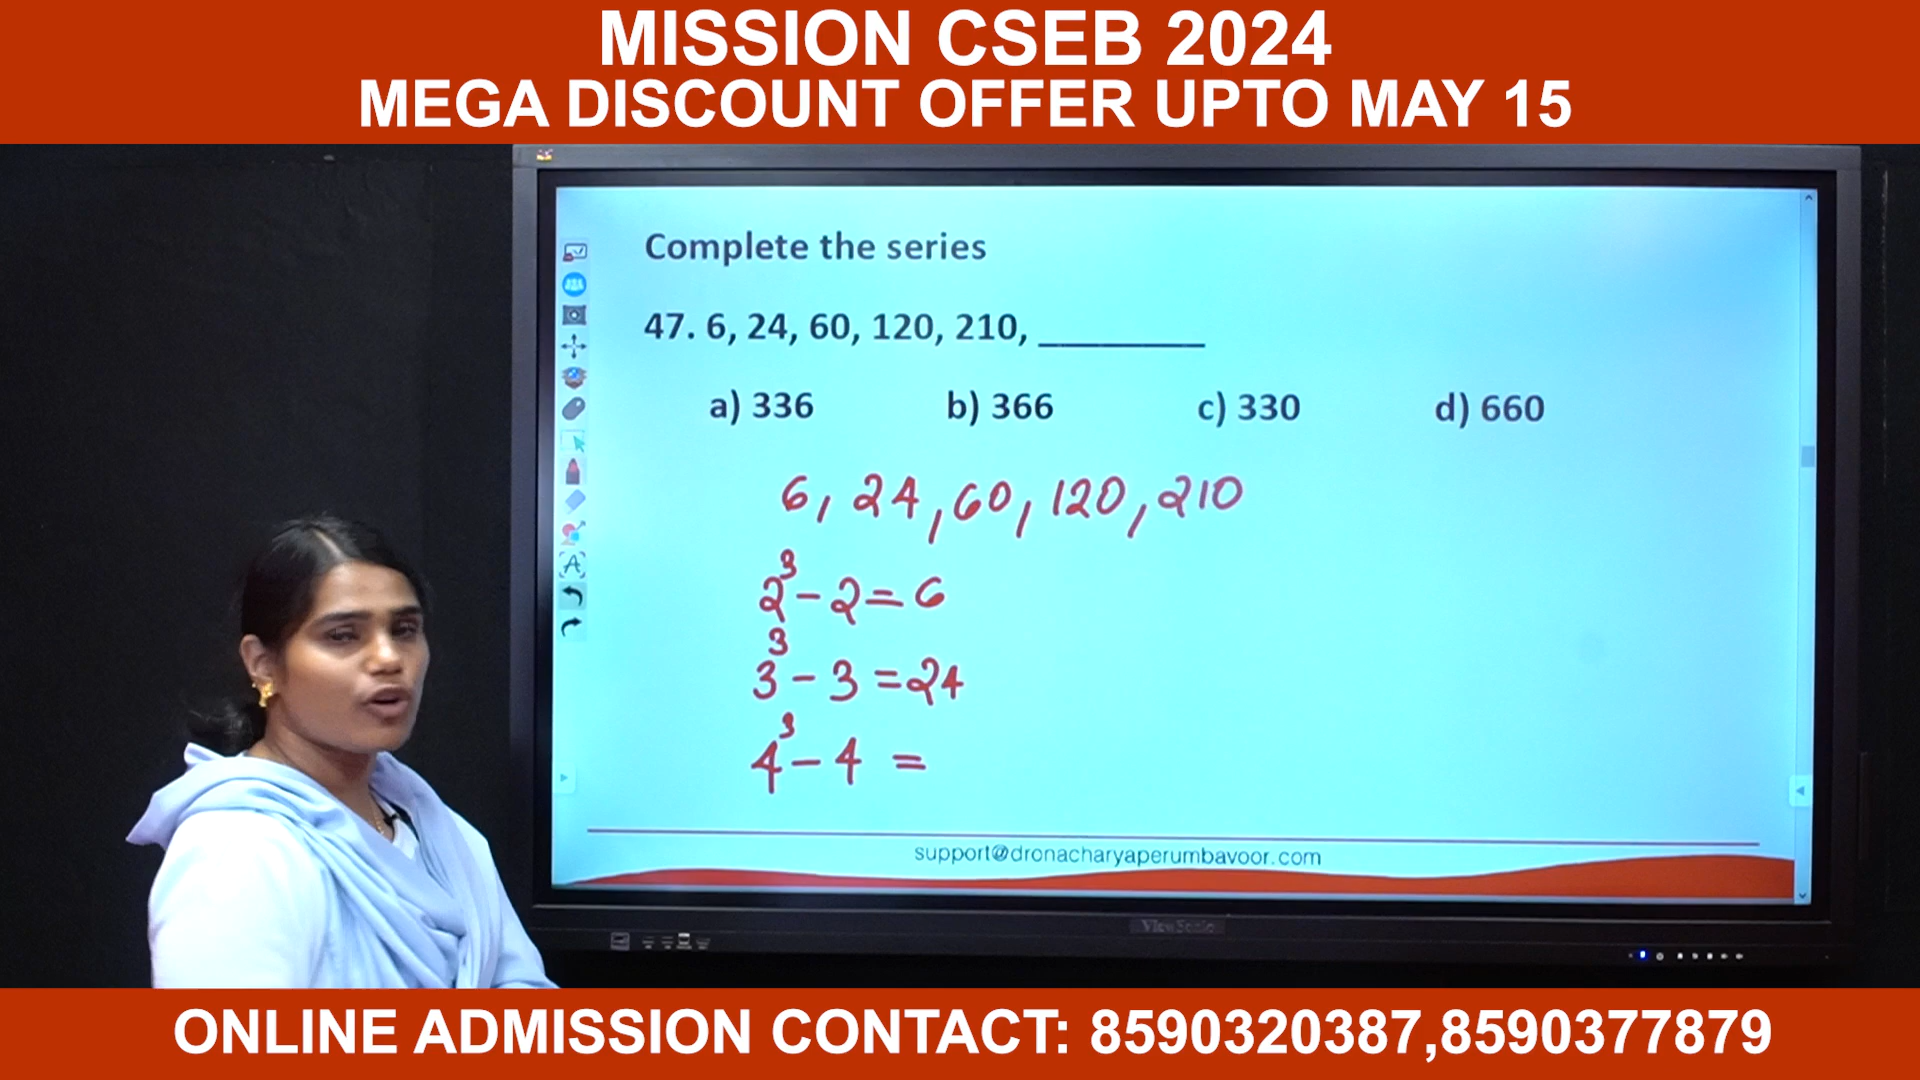 MISSION CSEB 2024
MEGA DISCOUNT OFFER UPTO MAY 15
Complete the series
47. 6, 24, 60, 120, 210, ________
a) 336 b) 366 c) 330 d) 660
6, 24, 60, 120, 210
2³ - 2 = 6
3³ - 3 = 24
4³ - 4 =
support@dronacharyaperumbavoor.com
ViewSonic
ONLINE ADMISSION CONTACT: 8590320387,8590377879